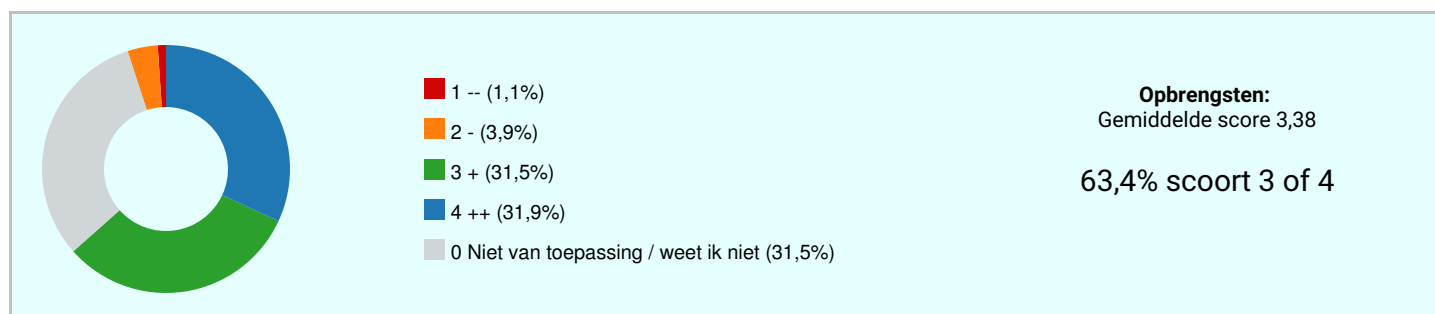 1 -- (1,1%)
2 - (3,9%)
3 + (31,5%)
4 ++ (31,9%)
0 Niet van toepassing / weet ik niet (31,5%)
Opbrengsten:
Gemiddelde score 3,38
63,4% scoort 3 of 4